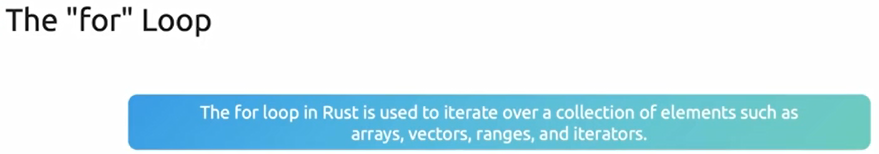 The "for" Loop
The for loop in Rust is used to iterate over a collection of elements such as
arrays, vectors, ranges, and iterators.